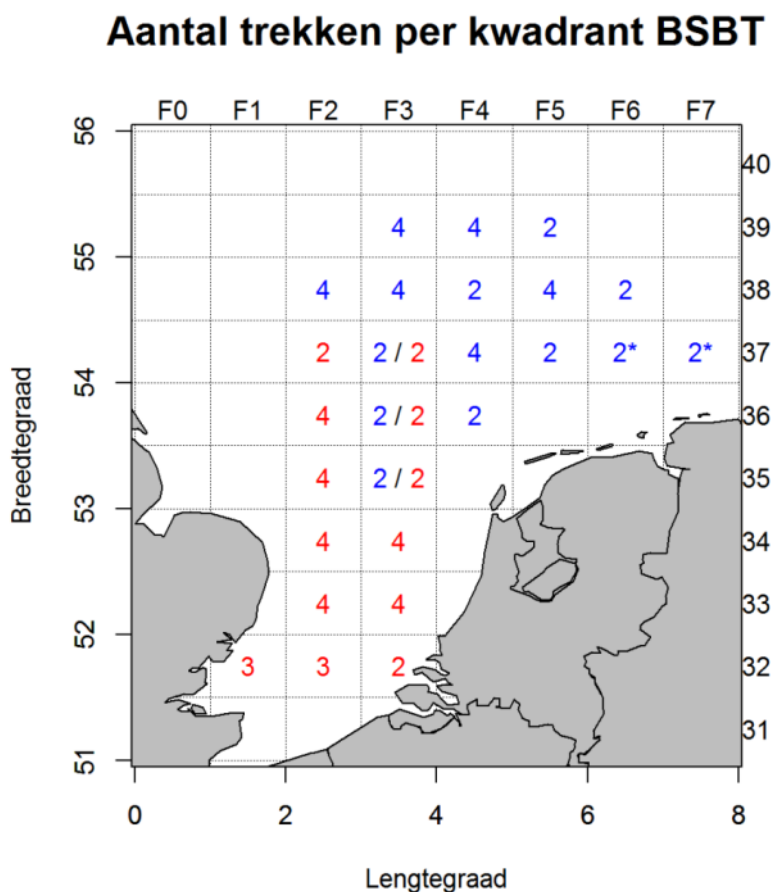 Aantal trekken per kwadrant BSBT
F0 F1 F2 F3 F4 F5 F6 F7
56
40
4 4 2 39
55
4 4 2 4 2 38
2 2 / 2 4 2 2* 2* 37
54
4 2 / 2 2 36
4 2 / 2 35
53
4 4 34
4 4 33
52
3 3 2 32
31
51
0 2 4 6 8
Breedtegraad
Lengtegraad